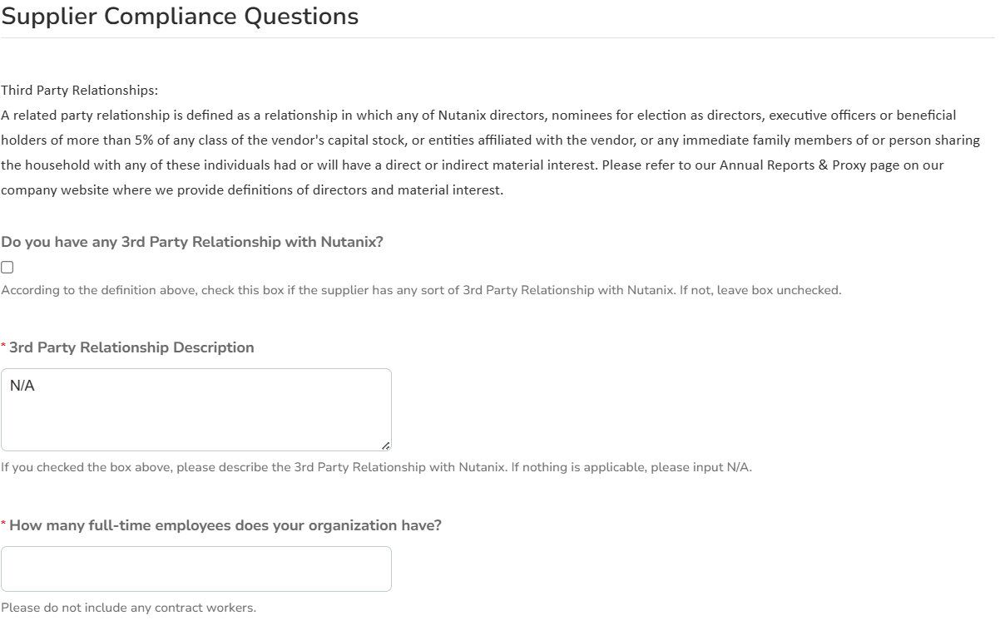 Supplier Compliance Questions
Third Party Relationships:
A related party relationship is defined as a relationship in which any of Nutanix directors, nominees for election as directors, executive officers or beneficial
holders of more than 5% of any class of the vendor's capital stock, or entities affiliated with the vendor, or any immediate family members of or person sharing
the household with any of these individuals had or will have a direct or indirect material interest. Please refer to our Annual Reports & Proxy page on our
company website where we provide definitions of directors and material interest.
Do you have any 3rd Party Relationship with Nutanix?
According to the definition above, check this box if the supplier has any sort of 3rd Party Relationship with Nutanix. If not, leave box unchecked.
* 3rd Party Relationship Description
N/A
If you checked the box above, please describe the 3rd Party Relationship with Nutanix. If nothing is applicable, please input N/A.
* How many full-time employees does your organization have?
Please do not include any contract workers.